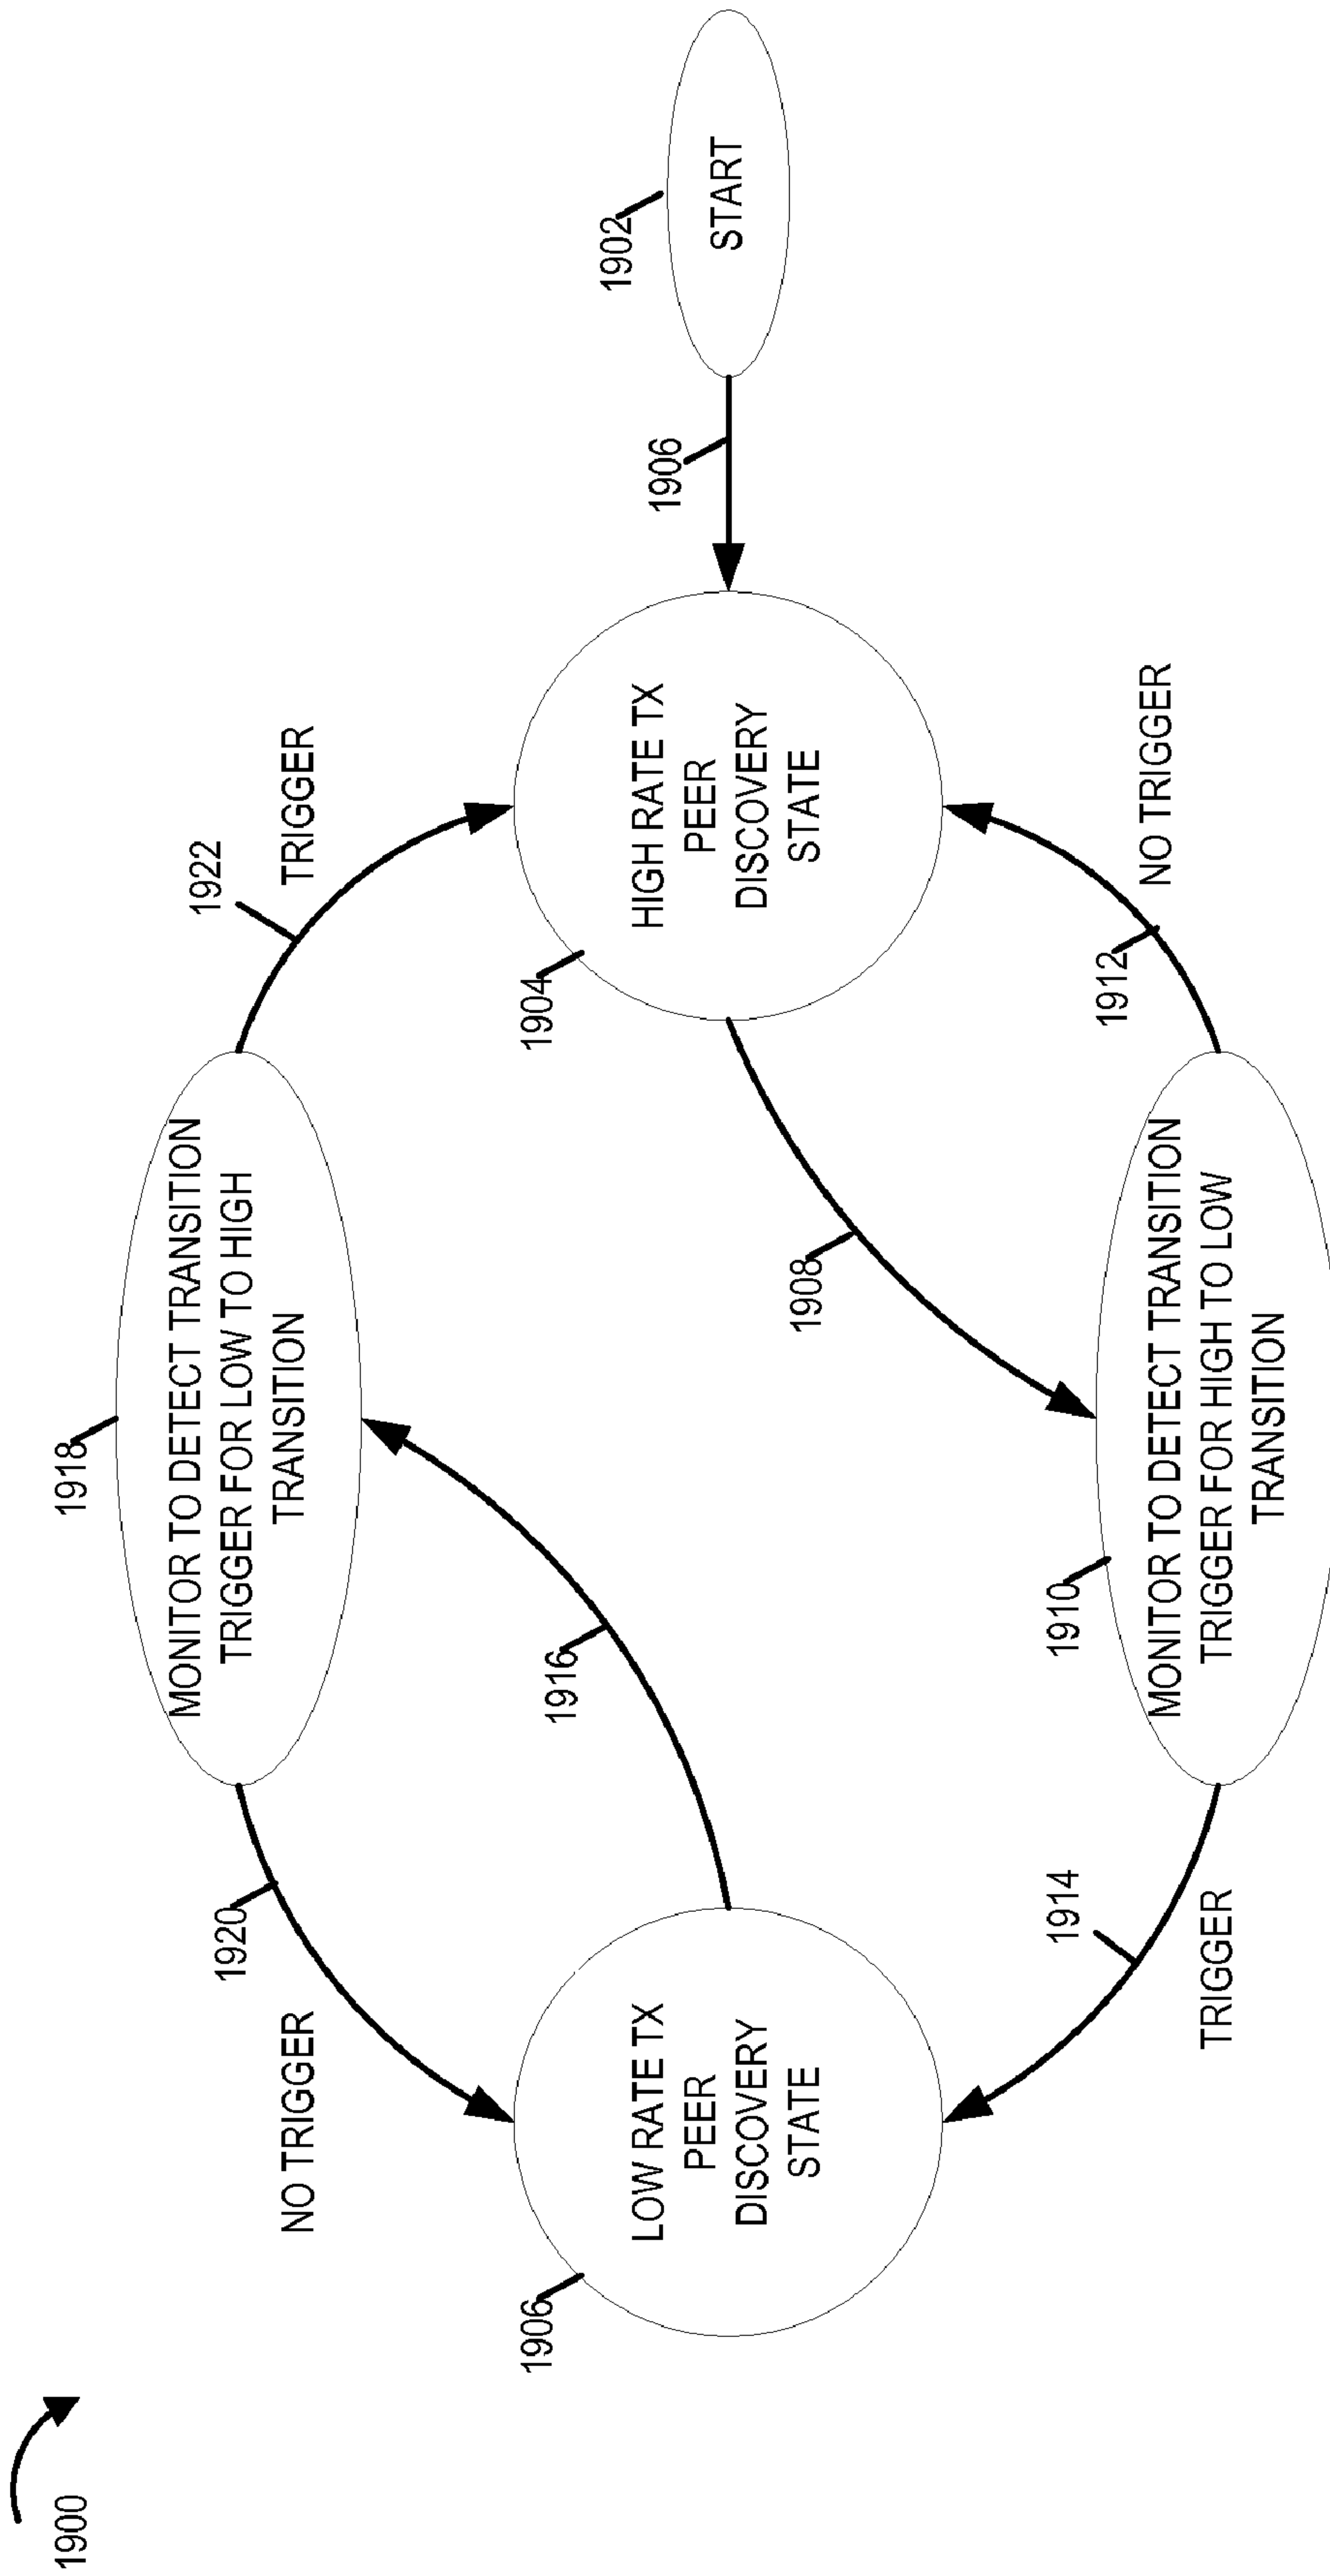 1900
1918
MONITOR TO DETECT TRANSITION
TRIGGER FOR LOW TO HIGH
TRANSITION
1920
NO TRIGGER
1922
TRIGGER
1906
LOW RATE TX
PEER
DISCOVERY
STATE
1916
1904
HIGH RATE TX
PEER
DISCOVERY
STATE
1906
1902
START
1908
1914
TRIGGER
1910
MONITOR TO DETECT TRANSITION
TRIGGER FOR HIGH TO LOW
TRANSITION
1912
NO TRIGGER